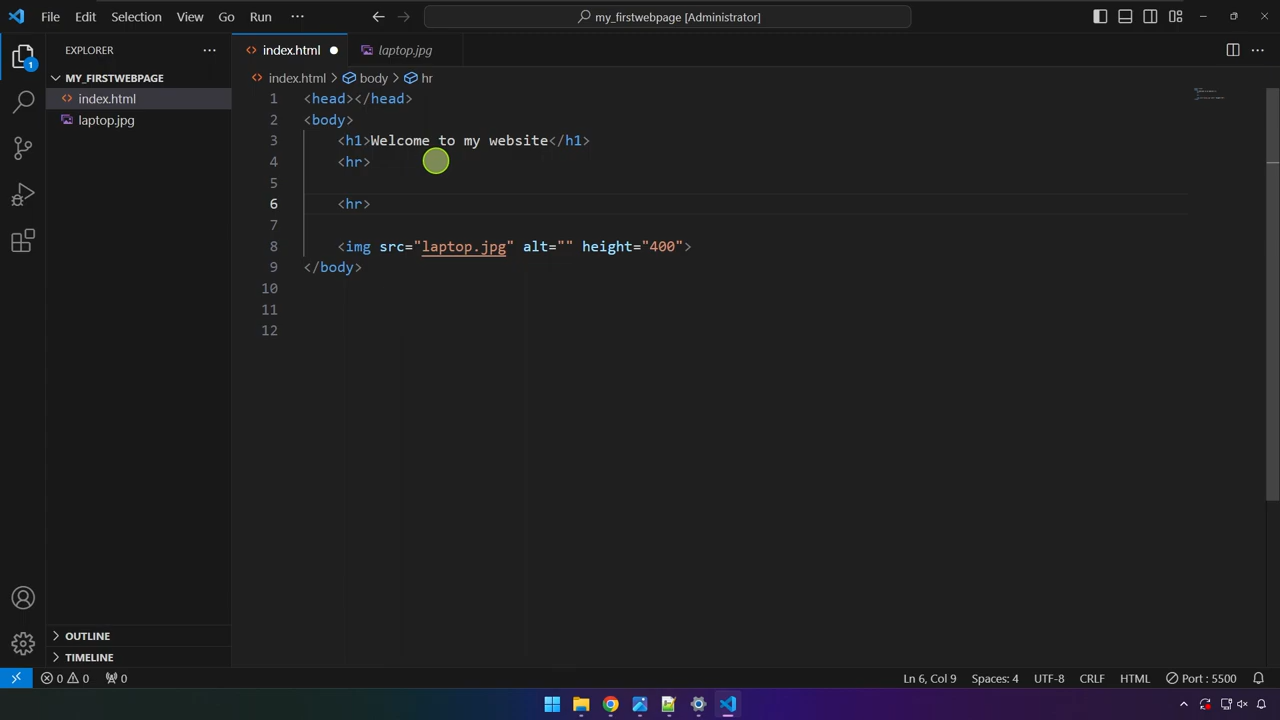 File Edit Selection View Go Run ··· my_firstwebpage [Administrator]
EXPLORER ···
1
MY_FIRSTWEBPAGE
index.html
laptop.jpg
OUTLINE
TIMELINE
index.html laptop.jpg ···
index.html > body > hr
1 <head></head>
2 <body>
3 <h1>Welcome to my website</h1>
4 <hr>
5
6 <hr>
7
8 <img src="laptop.jpg" alt="" height="400">
9 </body>
10
11
12
0 0 0 Ln 6, Col 9 Spaces: 4 UTF-8 CRLF HTML Port : 5500